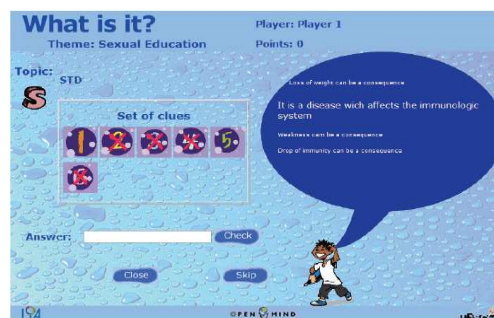 What is it?
Theme: Sexual Education
Player: Player 1
Points: 0
Topic:
STD
S
Set of clues
1 2 3 4 5
6
Loss of weight can be a consequence
It is a disease wich affects the immunologic
system
Weakness cam be a consequence
Drop of immunity can be a consequence
Answer:
Check
Close
Skip
OPEN MIND